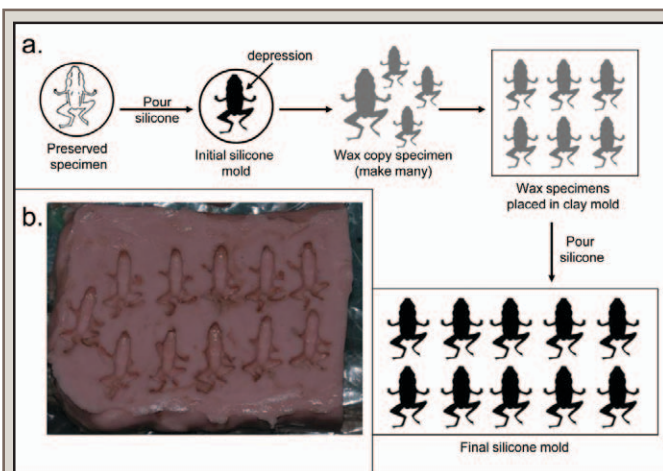 a.
depression
Pour
silicone
Preserved
specimen
Initial silicone
mold
Wax copy specimen
(make many)
Wax specimens
placed in clay mold
b.
Pour
silicone
Final silicone mold